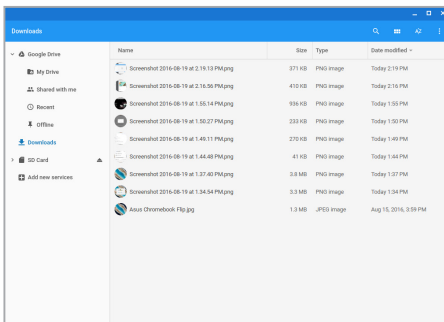 Downloads
AZ
Google Drive
My Drive
Shared with me
Recent
Offline
Downloads
SD Card
Add new services
Name Size Type Date modified
Screenshot 2016-08-19 at 2.19.13 PM.png 371 KB PNG image Today 2:19 PM
Screenshot 2016-08-19 at 2.16.56 PM.png 410 KB PNG image Today 2:16 PM
Screenshot 2016-08-19 at 1.55.14 PM.png 936 KB PNG image Today 1:55 PM
Screenshot 2016-08-19 at 1.50.27 PM.png 233 KB PNG image Today 1:50 PM
Screenshot 2016-08-19 at 1.49.11 PM.png 270 KB PNG image Today 1:49 PM
Screenshot 2016-08-19 at 1.44.48 PM.png 41 KB PNG image Today 1:44 PM
Screenshot 2016-08-19 at 1.37.40 PM.png 3.8 MB PNG image Today 1:37 PM
Screenshot 2016-08-19 at 1.34.54 PM.png 3.3 MB PNG image Today 1:34 PM
Asus Chromebook Flip.jpg 1.3 MB JPEG image Aug 15, 2016, 3:59 PM